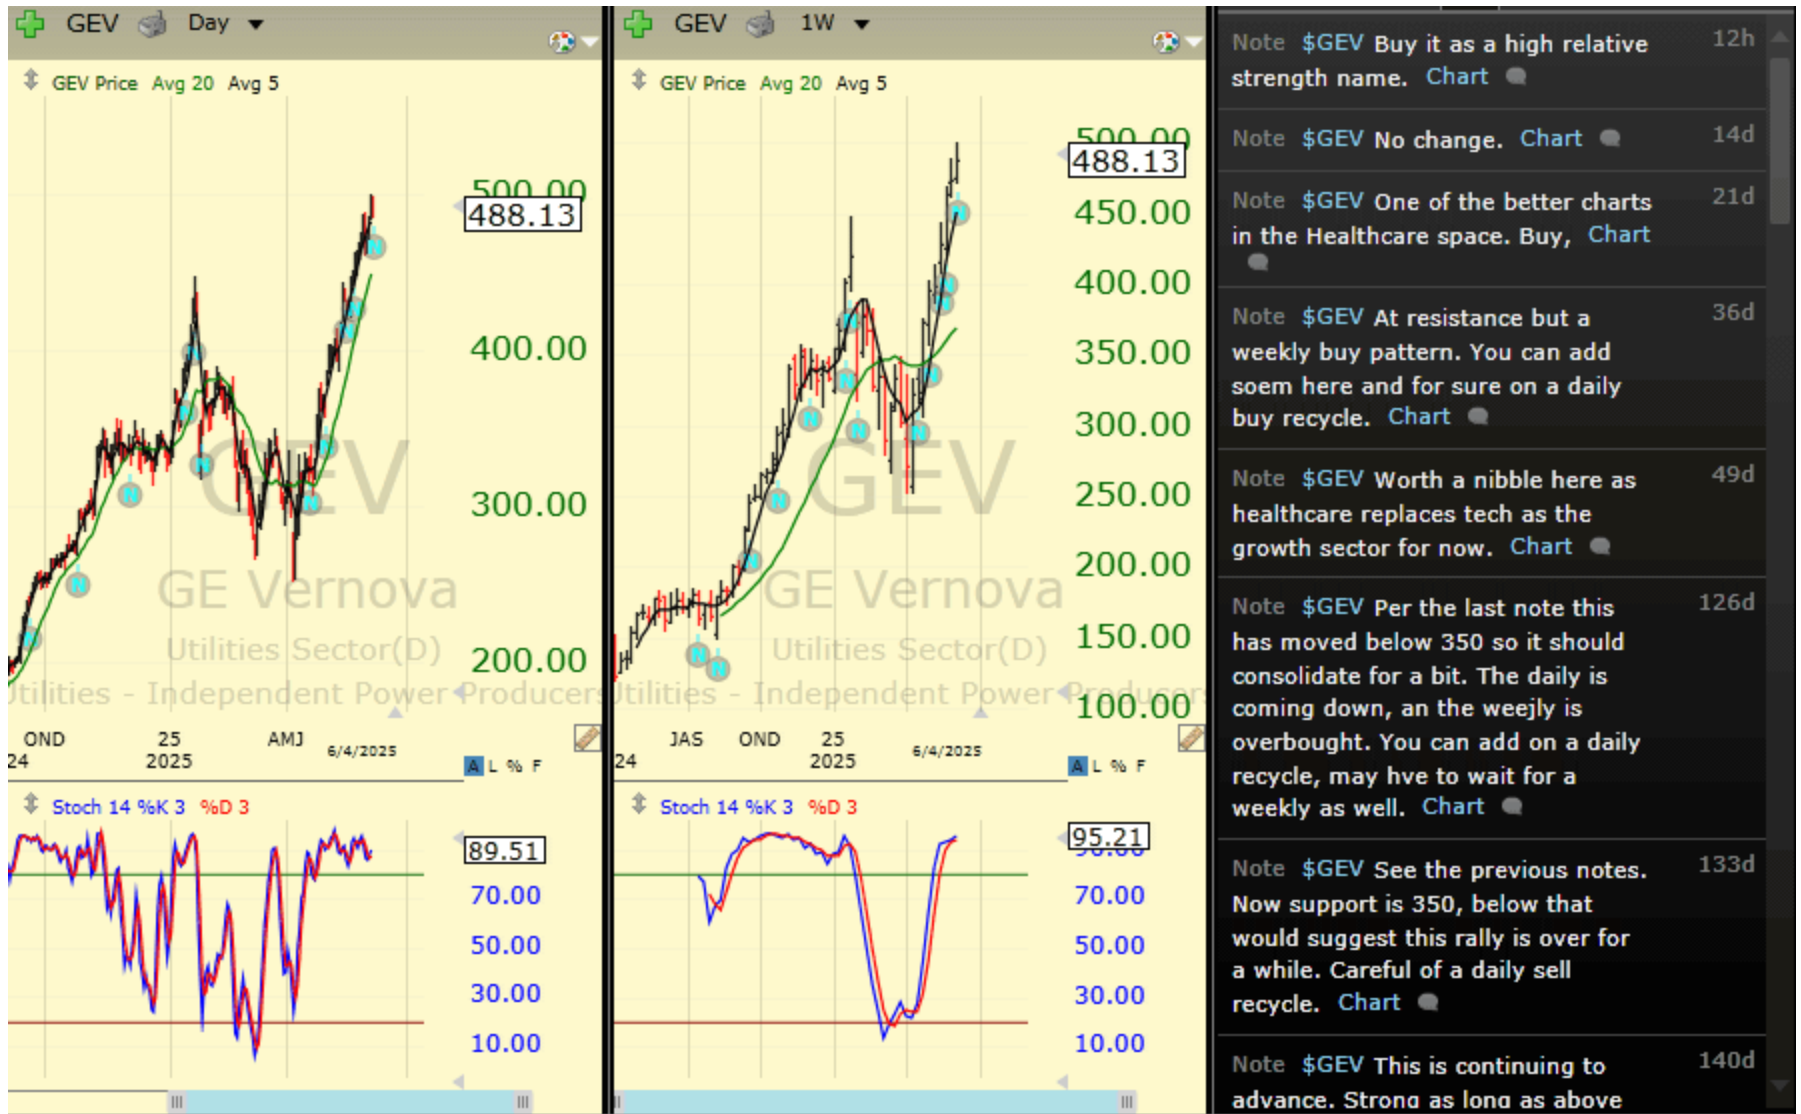 GEV Day
GEV Price Avg 20 Avg 5
500.00
488.13
400.00
300.00
200.00
GEV
GE Vernova
Utilities Sector(D)
Utilities - Independent Power Producers
OND 25 AMJ 6/4/2025
24 2025
A L % F
Stoch 14 %K 3 %D 3
89.51
70.00
50.00
30.00
10.00
GEV 1W
GEV Price Avg 20 Avg 5
500.00
488.13
450.00
400.00
350.00
300.00
250.00
200.00
150.00
100.00
GEV
GE Vernova
Utilities Sector(D)
Utilities - Independent Power Producers
JAS OND 25 6/4/2025
24 2025
A L % F
Stoch 14 %K 3 %D 3
95.21
90.00
70.00
50.00
30.00
10.00
Note $GEV Buy it as a high relative 12h
strength name. Chart
Note $GEV No change. Chart 14d
Note $GEV One of the better charts 21d
in the Healthcare space. Buy, Chart
Note $GEV At resistance but a 36d
weekly buy pattern. You can add
soem here and for sure on a daily
buy recycle. Chart
Note $GEV Worth a nibble here as 49d
healthcare replaces tech as the
growth sector for now. Chart
Note $GEV Per the last note this 126d
has moved below 350 so it should
consolidate for a bit. The daily is
coming down, an the weejly is
overbought. You can add on a daily
recycle, may hve to wait for a
weekly as well. Chart
Note $GEV See the previous notes. 133d
Now support is 350, below that
would suggest this rally is over for
a while. Careful of a daily sell
recycle. Chart
Note $GEV This is continuing to 140d
advance. Strong as long as above